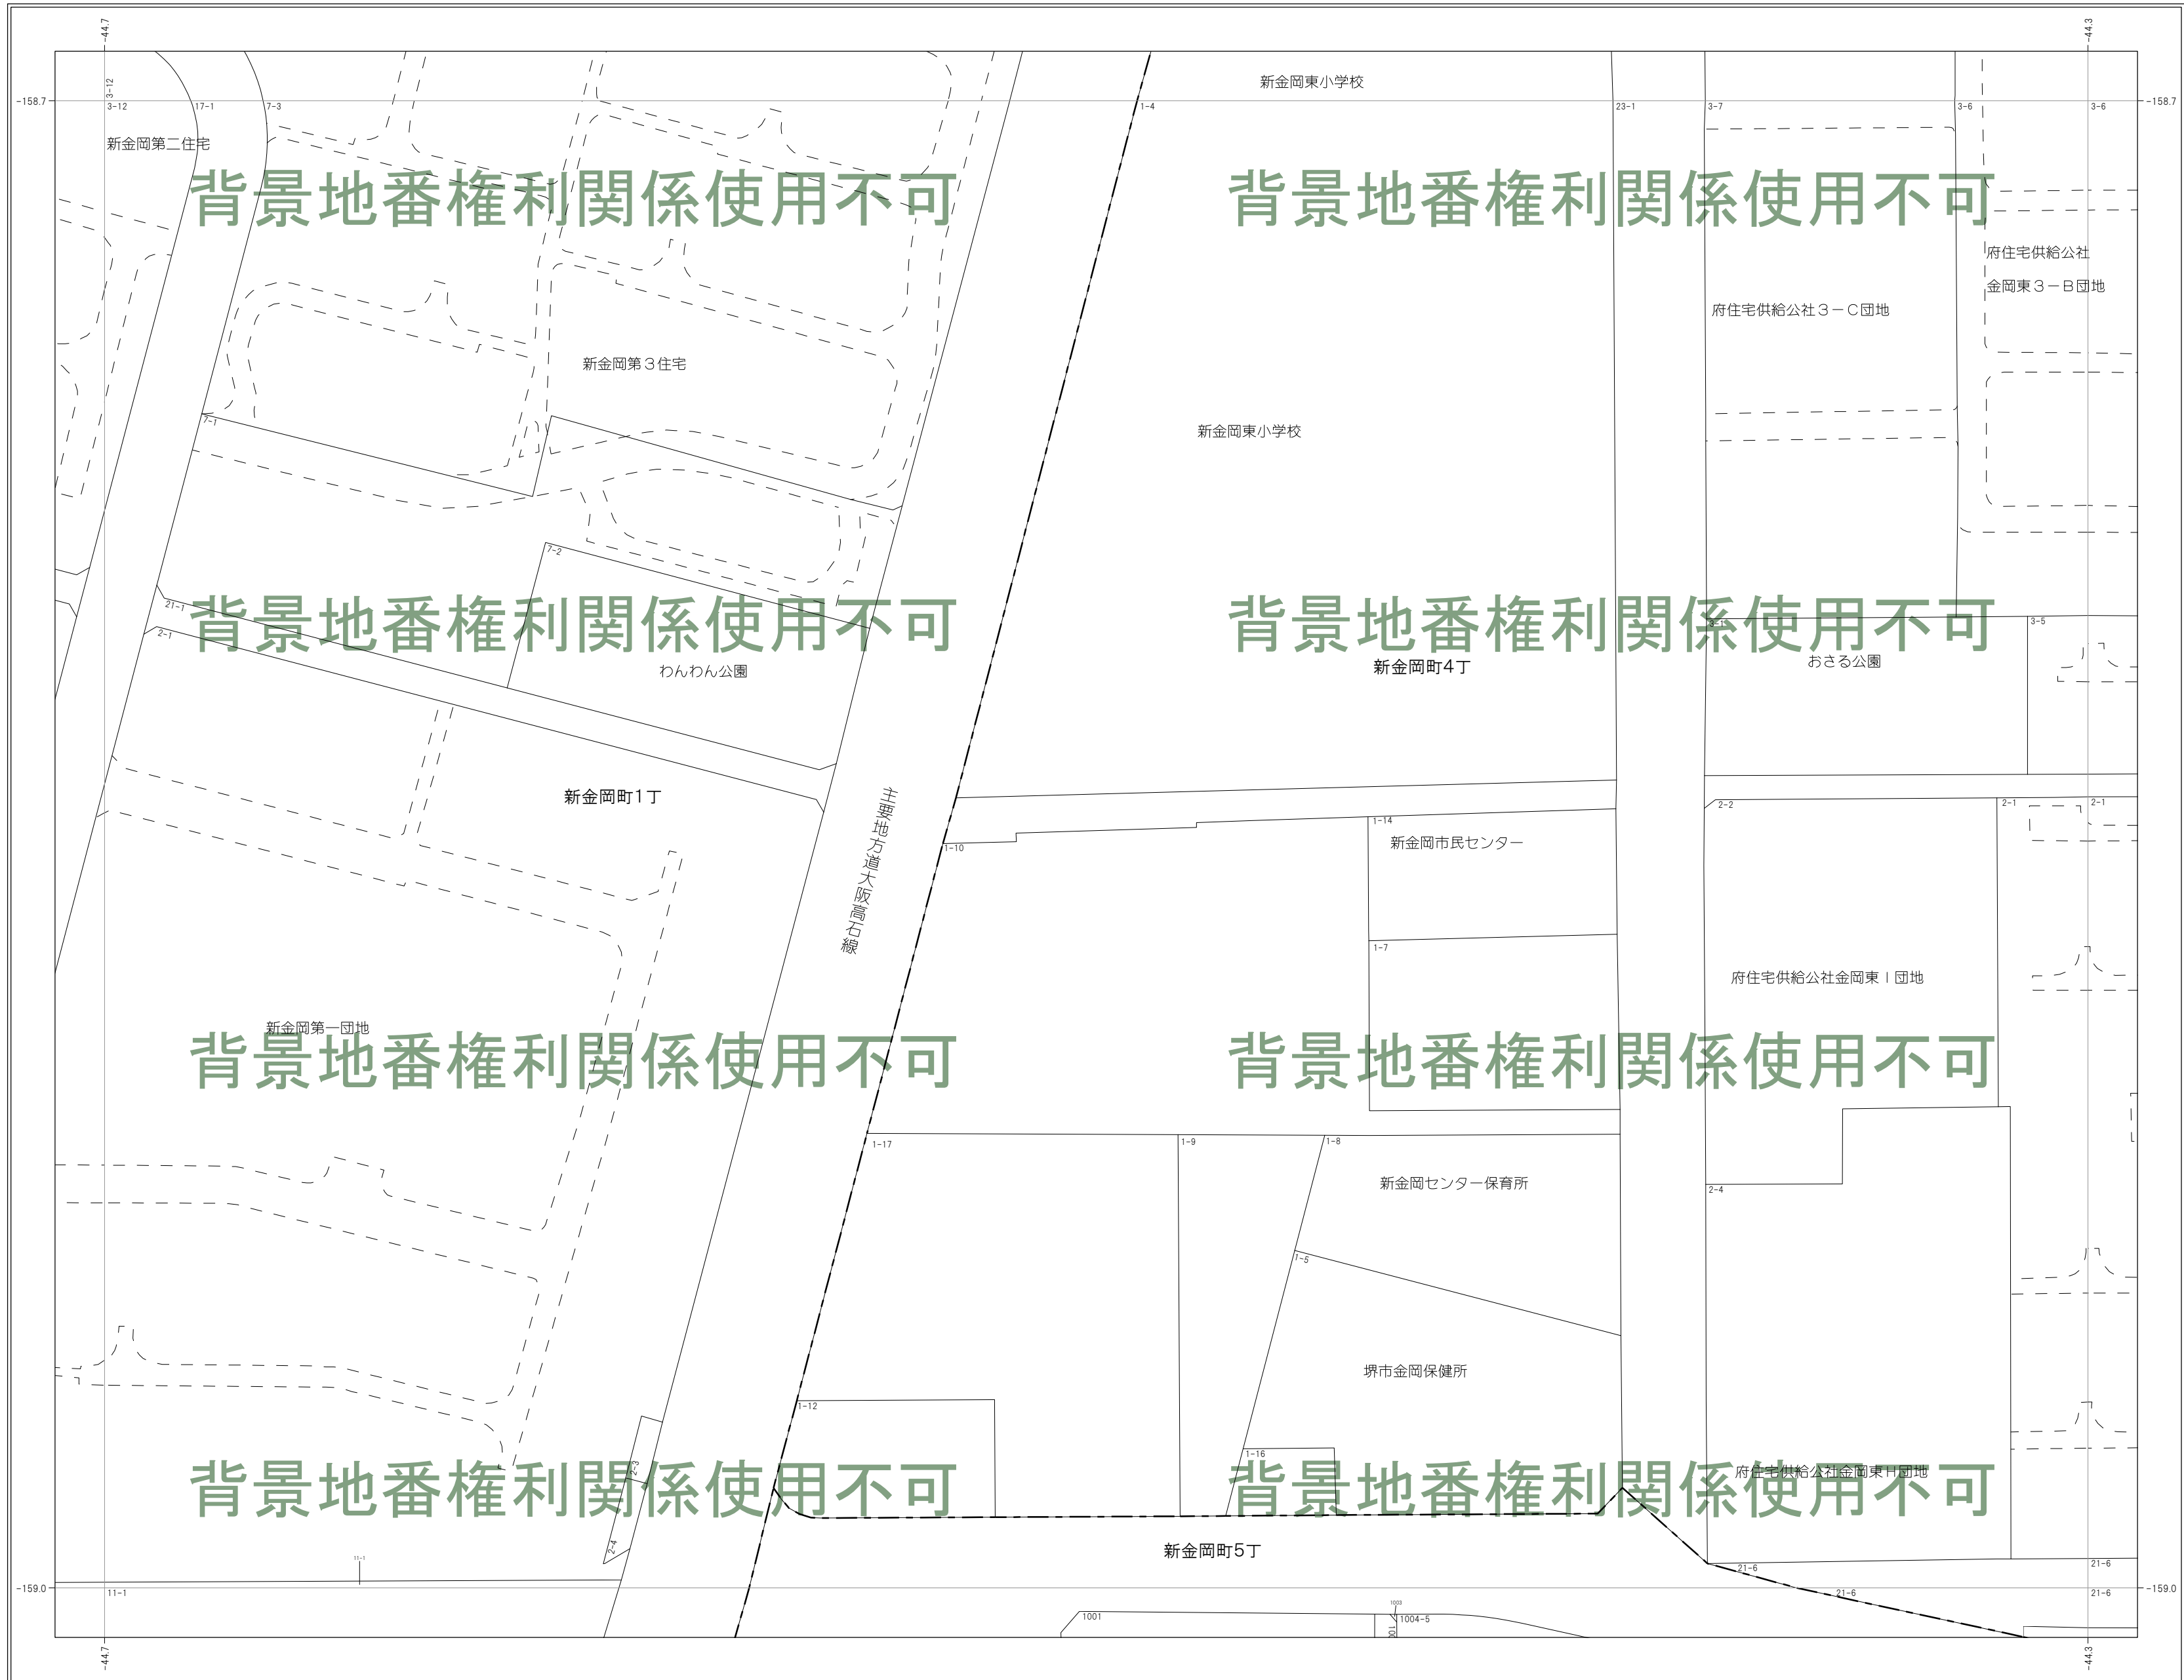 -44.7
-44.3
-158.7
-158.7
3-12
3-12
17-1
7-3
1-4
新金岡東小学校
23-1
3-7
3-6
3-6
新金岡第二住宅
背景地番権利関係使用不可
背景地番権利関係使用不可
府住宅供給公社
金岡東３－Ｂ団地
府住宅供給公社３－Ｃ団地
新金岡第３住宅
7-1
新金岡東小学校
7-2
21-1
2-1
背景地番権利関係使用不可
背景地番権利関係使用不可
3-1
3-5
わんわん公園
新金岡町4丁
おさる公園
新金岡町1丁
主要地方道大阪高石線
2-2
2-1
2-1
1-14
新金岡市民センター
1-10
1-7
府住宅供給公社金岡東Ｉ団地
新金岡第一団地
背景地番権利関係使用不可
背景地番権利関係使用不可
1-17
1-9
1-8
新金岡センター保育所
2-4
1-5
堺市金岡保健所
1-12
1-16
2-3
府住宅供給公社金岡東Ｈ団地
背景地番権利関係使用不可
背景地番権利関係使用不可
2-4
新金岡町5丁
11-1
21-6
21-6
-159.0
11-1
21-6
21-6
-159.0
1001
1003
1004-5
-44.7
-44.3